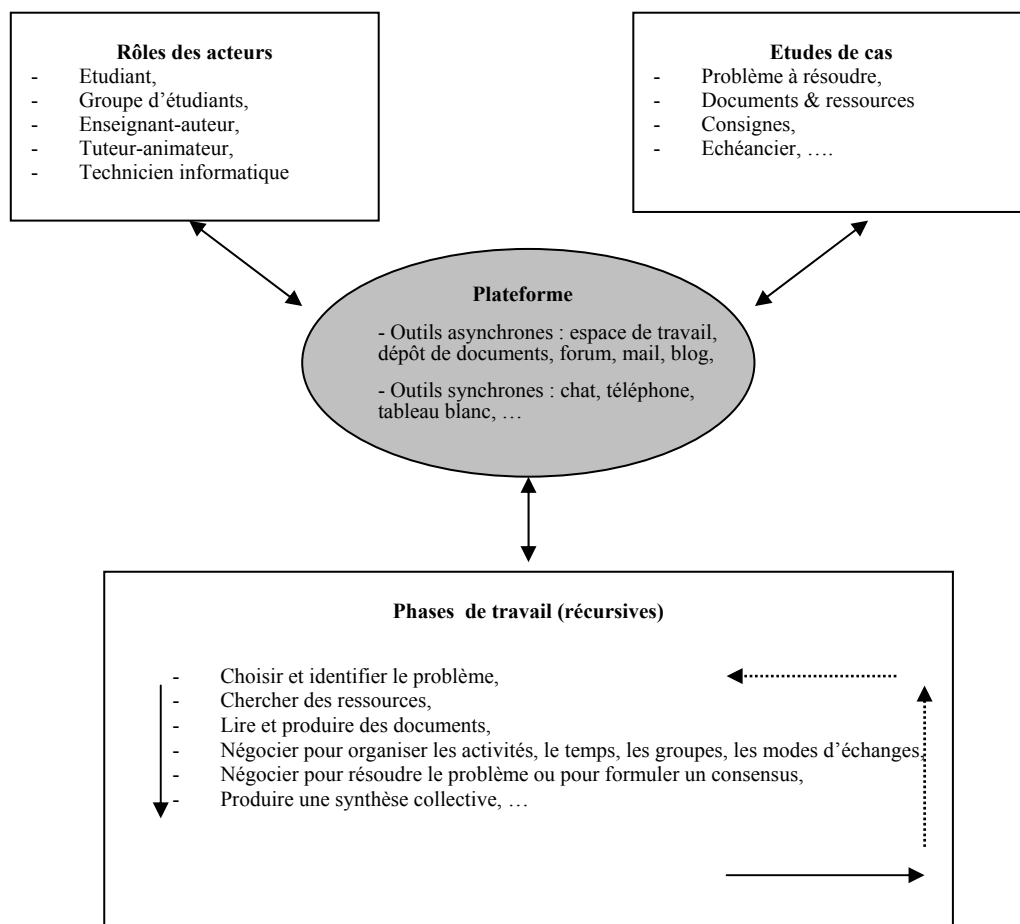 Rôles des acteurs
- Etudiant,
- Groupe d'étudiants,
- Enseignant-auteur,
- Tuteur-animateur,
- Technicien informatique
Etudes de cas
- Problème à résoudre,
- Documents & ressources
- Consignes,
- Echéancier, ….
Plateforme
- Outils asynchrones : espace de travail,
dépôt de documents, forum, mail, blog,
- Outils synchrones : chat, téléphone,
tableau blanc, …
Phases de travail (récursives)
- Choisir et identifier le problème,
- Chercher des ressources,
- Lire et produire des documents,
- Négocier pour organiser les activités, le temps, les groupes, les modes d'échanges,
- Négocier pour résoudre le problème ou pour formuler un consensus,
- Produire une synthèse collective, …